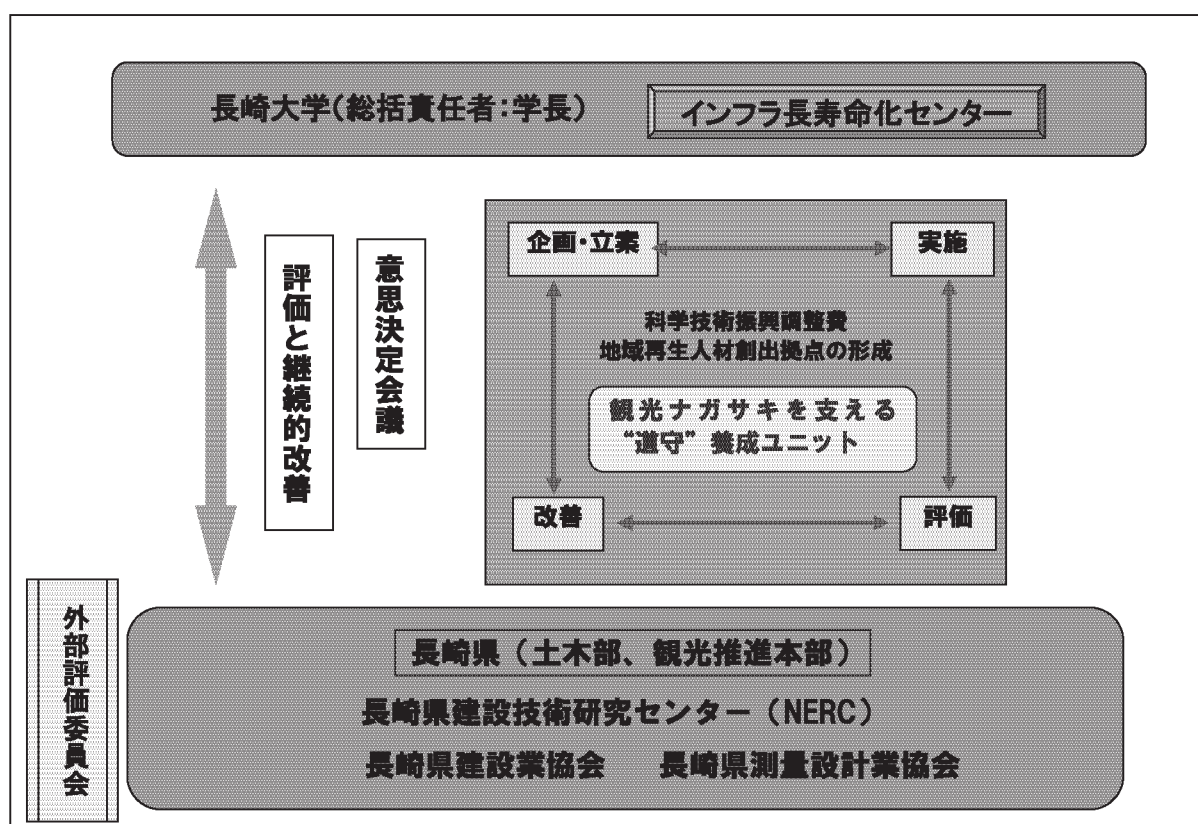 長崎大学(総括責任者:学長)
インフラ長寿命化センター
評価と継続的改善
意思決定会議
企画・立案
実施
科学技術振興調整費
地域再生人材創出拠点の形成
観光ナガサキを支える
“道守”養成ユニット
改善
評価
外部評価委員会
長崎県(土木部、観光推進本部)
長崎県建設技術研究センター(NERC)
長崎県建設業協会 長崎県測量設計業協会